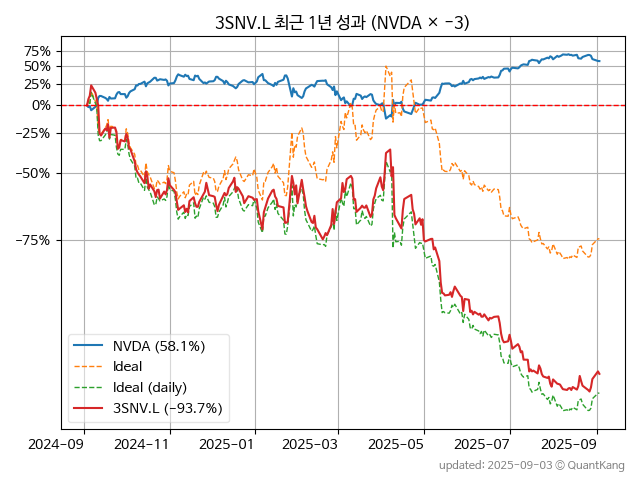 3SNV.L 최근 1년 성과 (NVDA × −3)
75%
50%
25%
0%
−25%
−50%
−75%
NVDA (58.1%)
Ideal
Ideal (daily)
3SNV.L (−93.7%)
2024-09 2024-11 2025-01 2025-03 2025-05 2025-07 2025-09
updated: 2025-09-03 © QuantKang